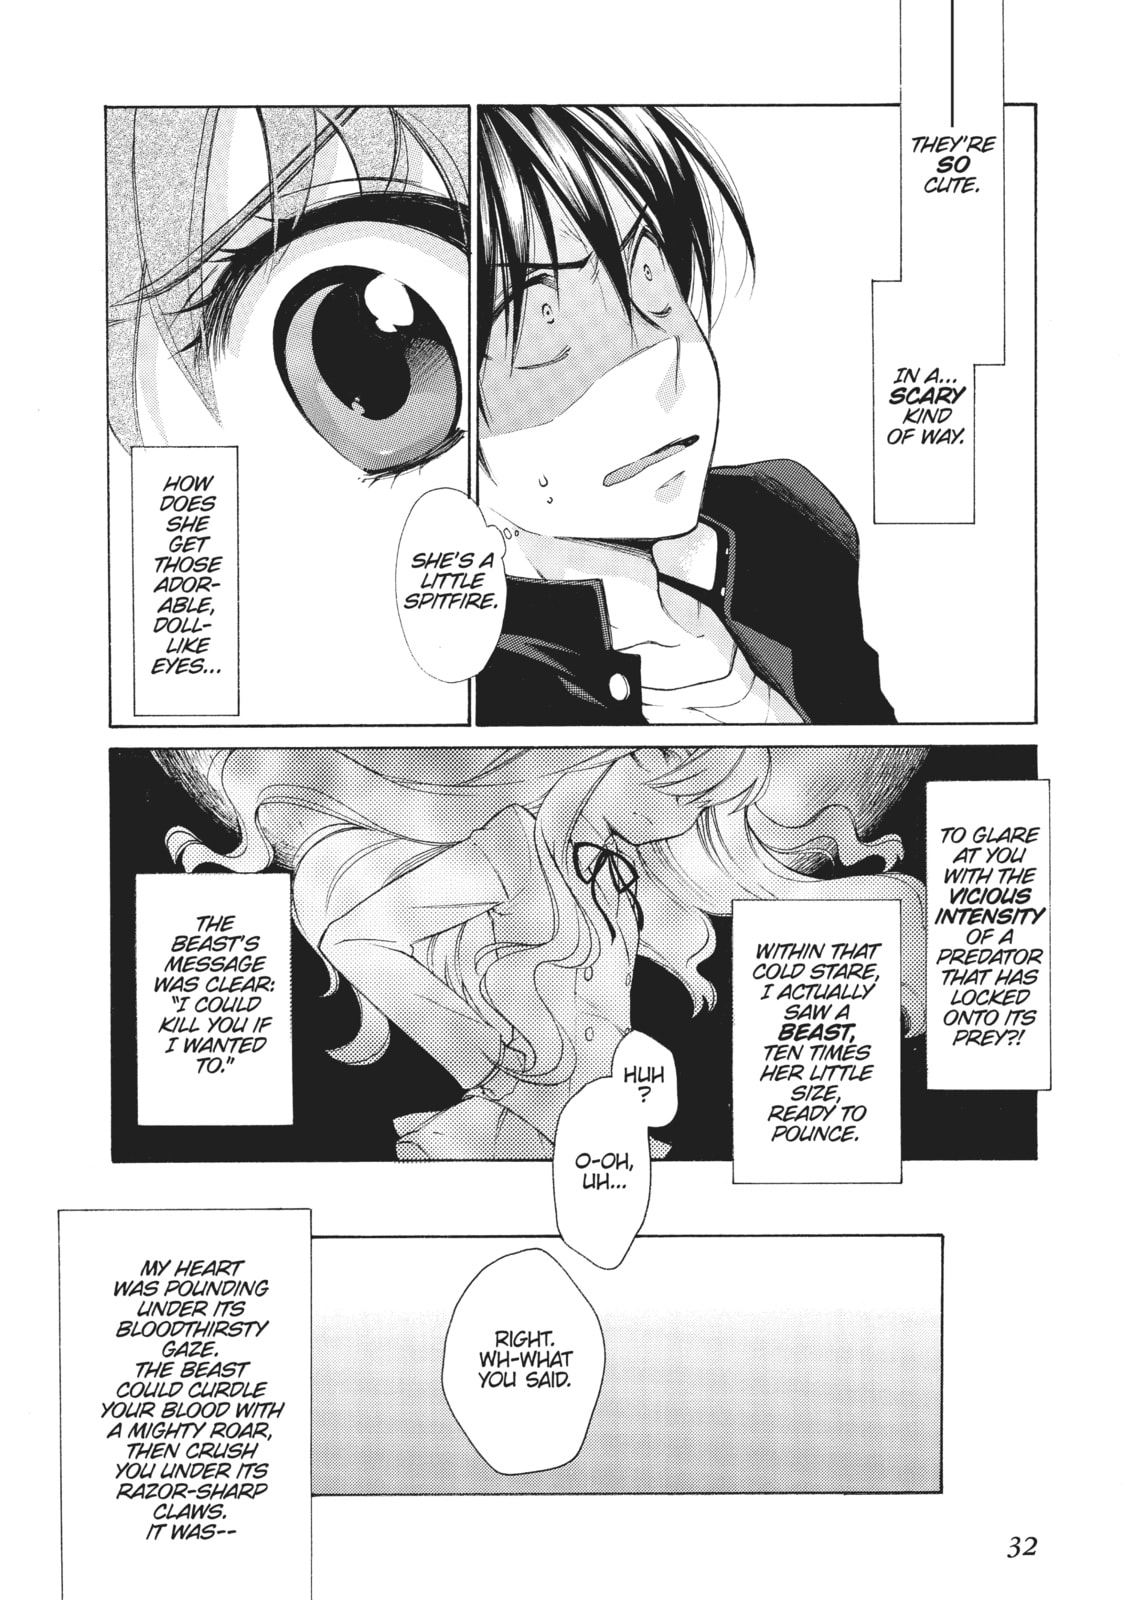 THEY'RE
SO
CUTE.
IN A...
SCARY
KIND
OF WAY.
SHE'S A
LITTLE
SPITFIRE.
HOW
DOES
SHE
GET
THOSE
ADOR-
ABLE,
DOLL-
LIKE
EYES...
TO GLARE
AT YOU
WITH THE
VICIOUS
INTENSITY
OF A
PREDATOR
THAT HAS
LOCKED
ONTO ITS
PREY?!
WITHIN THAT
COLD STARE,
I ACTUALLY
SAW A
BEAST,
TEN TIMES
HER LITTLE
SIZE,
READY TO
POUNCE.
THE
BEAST'S
MESSAGE
WAS CLEAR:
"I COULD
KILL YOU IF
I WANTED
TO."
HUH
?
O-OH,
UH...
RIGHT.
WH-WHAT
YOU SAID.
MY HEART
WAS POUNDING
UNDER ITS
BLOODTHIRSTY
GAZE.
THE BEAST
COULD CURDLE
YOUR BLOOD WITH
A MIGHTY ROAR,
THEN CRUSH
YOU UNDER ITS
RAZOR-SHARP
CLAWS.
IT WAS--
32